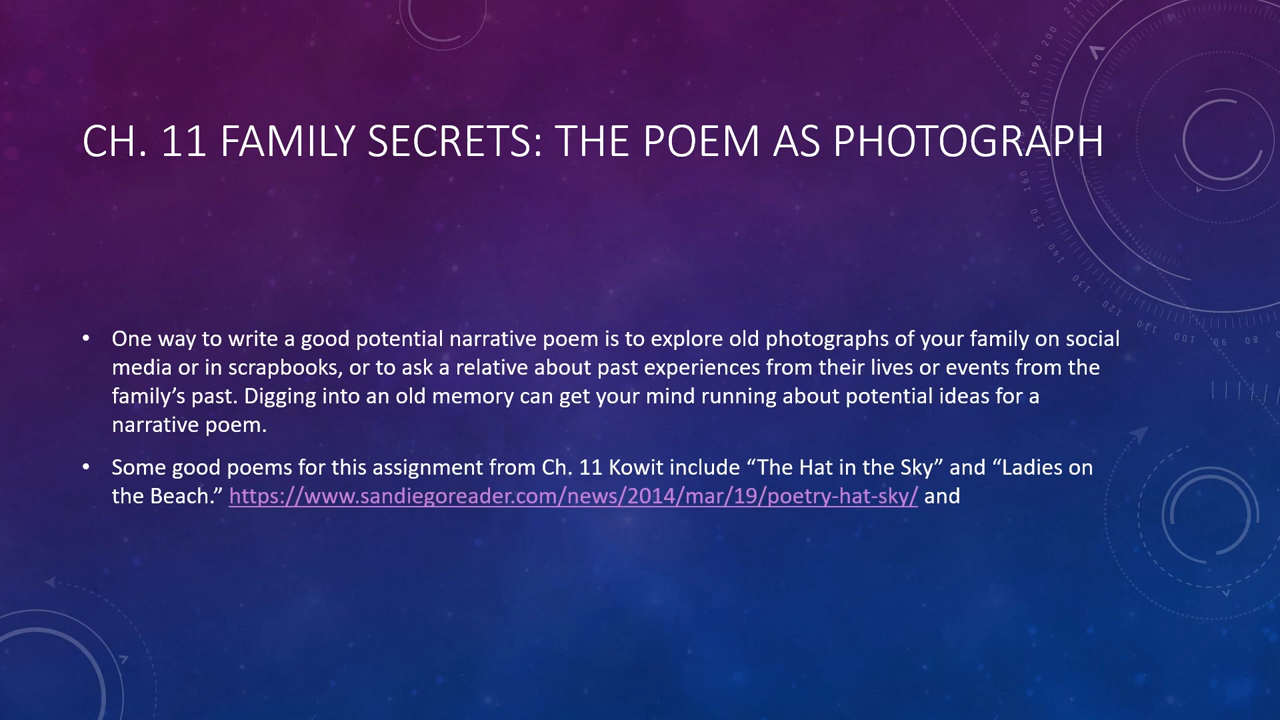 CH. 11 FAMILY SECRETS: THE POEM AS PHOTOGRAPH
• One way to write a good potential narrative poem is to explore old photographs of your family on social
media or in scrapbooks, or to ask a relative about past experiences from their lives or events from the
family’s past. Digging into an old memory can get your mind running about potential ideas for a
narrative poem.
• Some good poems for this assignment from Ch. 11 Kowit include “The Hat in the Sky” and “Ladies on
the Beach.” https://www.sandiegoreader.com/news/2014/mar/19/poetry-hat-sky/ and